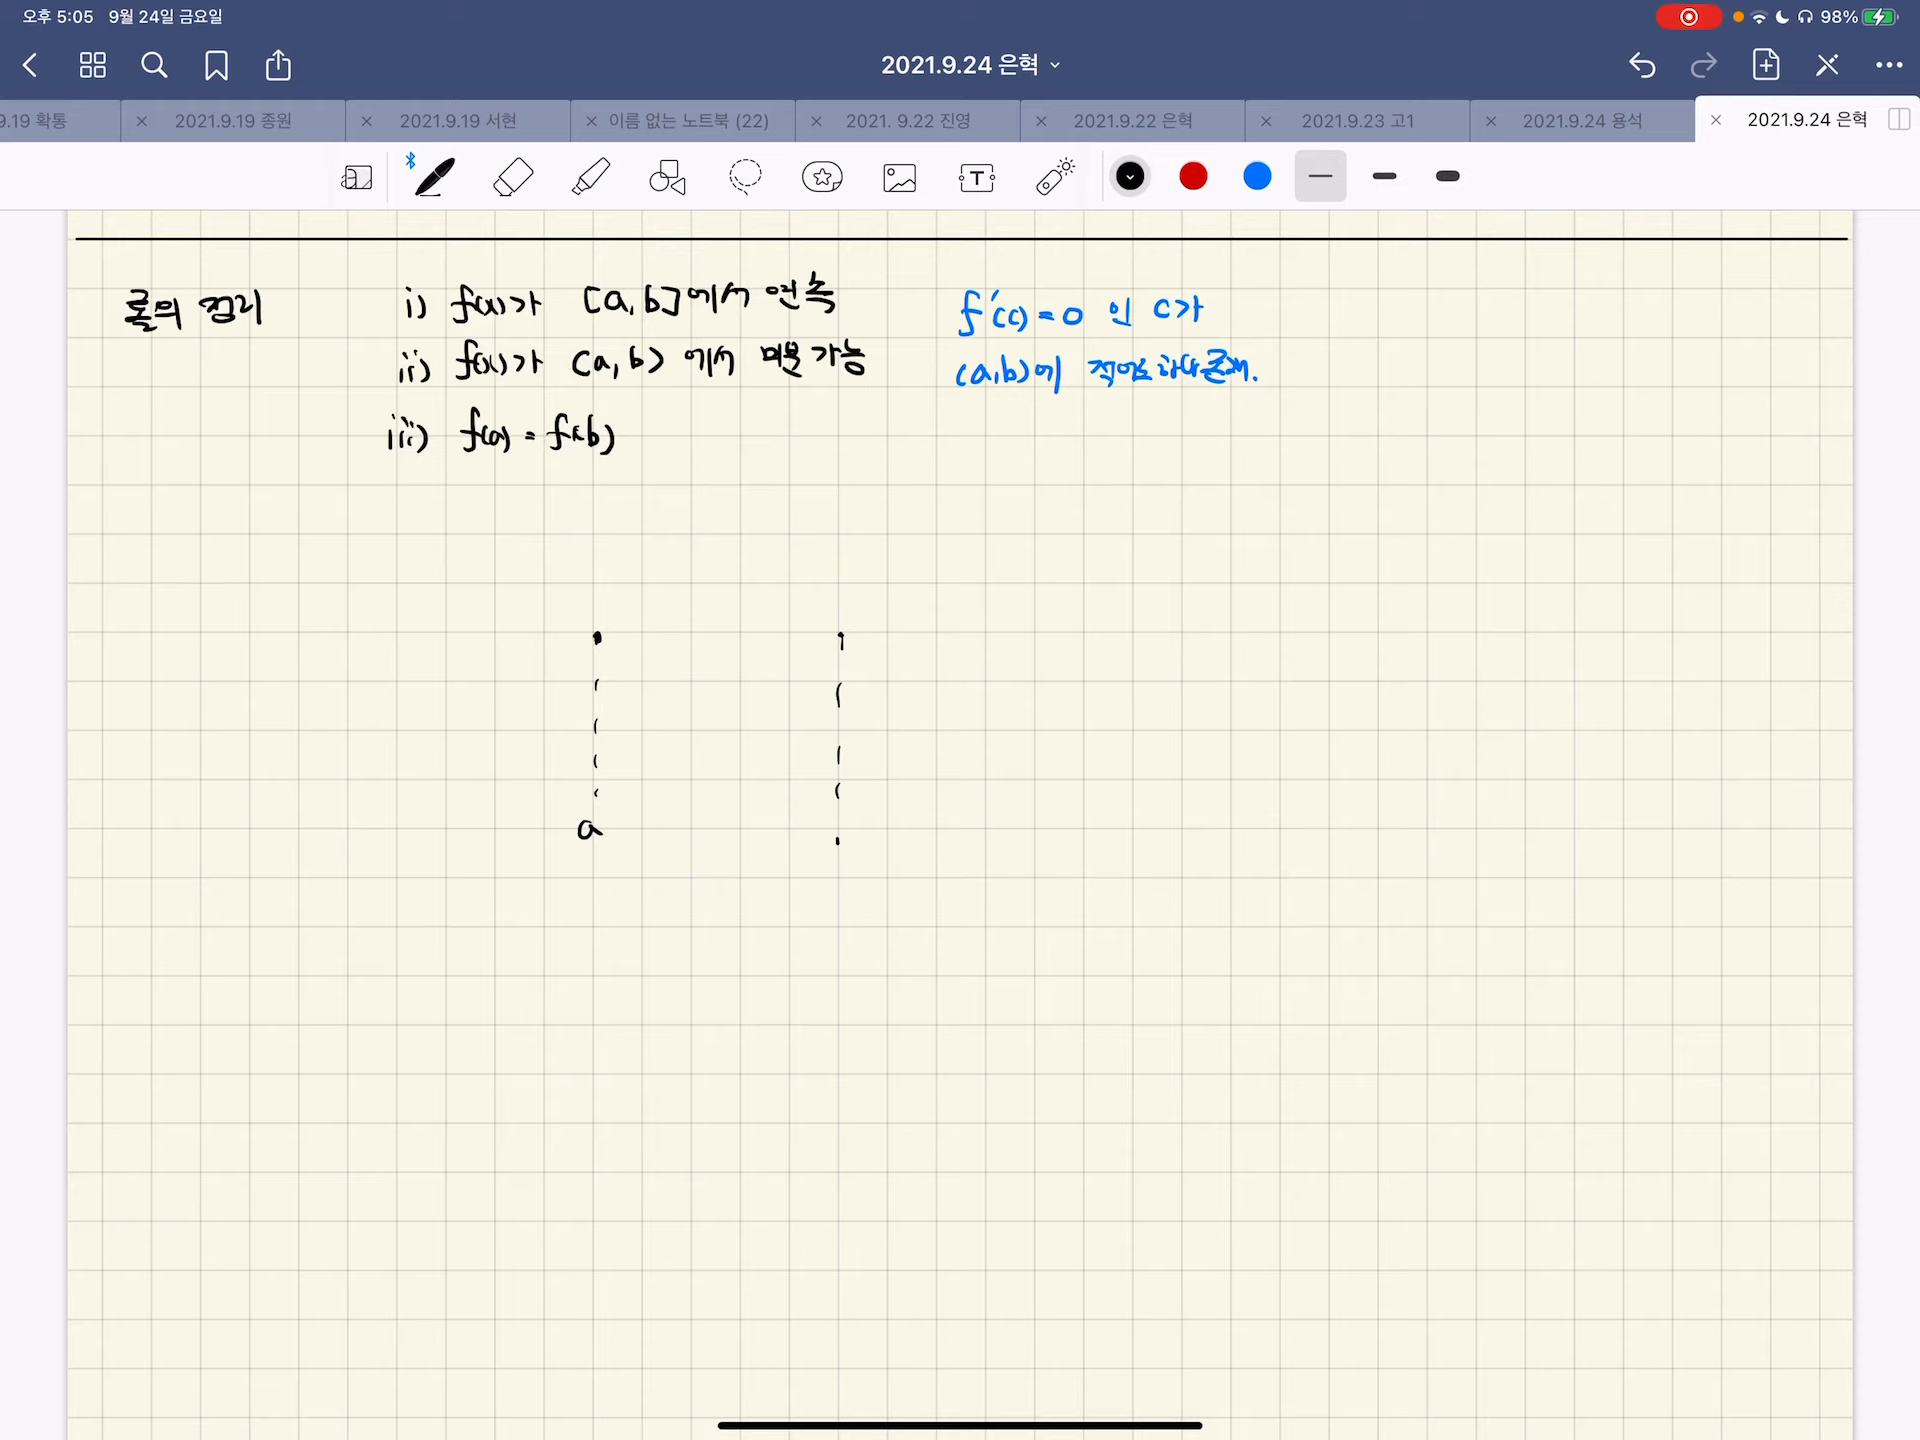 오후 5:05 9월 24일 금요일
98%
2021.9.24 은혁
9.19 확통
2021.9.19 종원
2021.9.19 서현
이름 없는 노트북 (22)
2021. 9.22 진영
2021.9.22 은혁
2021.9.23 고1
2021.9.24 용석
2021.9.24 은혁
롤의 정리
i) f(x)가 [a, b]에서 연속
ii) f(x)가 (a, b) 에서 미분 가능
iii) f(a) = f(b)
f'(c) = 0 인 c가
(a,b)에 적어도 하나 존재.
a